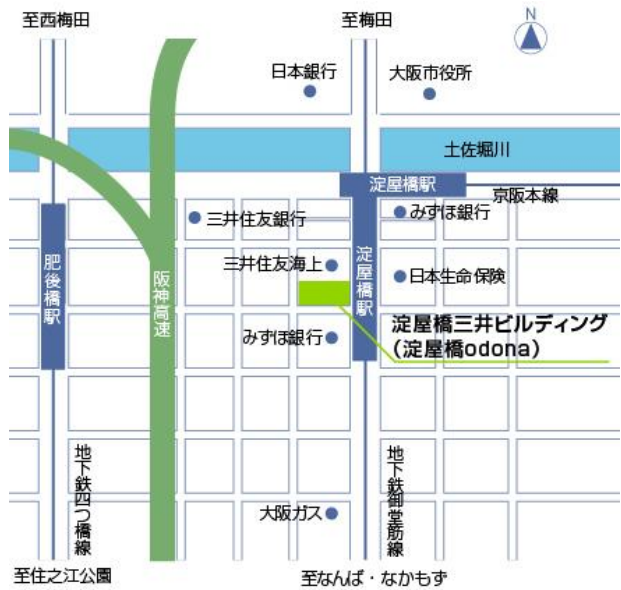 至西梅田
至梅田
N
日本銀行
大阪市役所
土佐堀川
淀屋橋駅
京阪本線
三井住友銀行
みずほ銀行
肥後橋駅
阪神高速
三井住友海上
淀屋橋駅
日本生命保険
淀屋橋三井ビルディング
(淀屋橋odona)
みずほ銀行
地下鉄四つ橋線
地下鉄御堂筋線
大阪ガス
至住之江公園
至なんば・なかもず